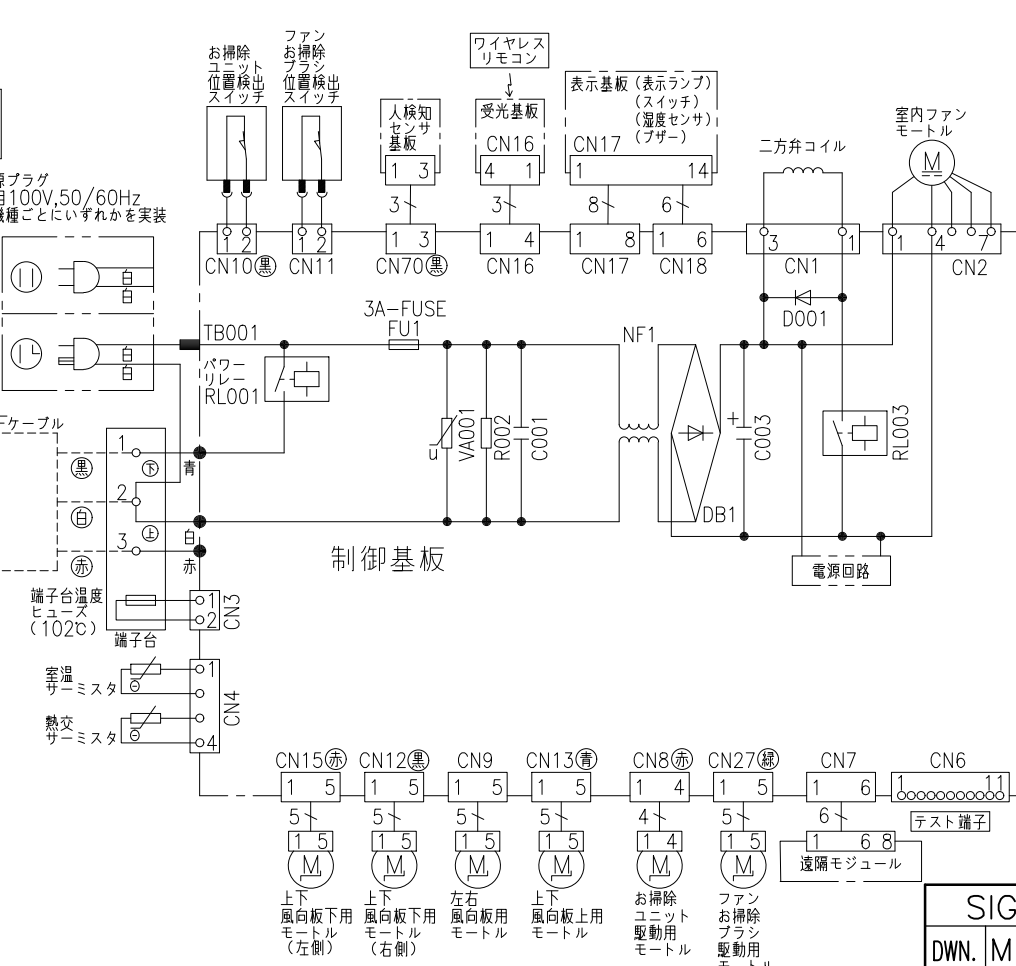 ファン
お掃除
ブラシ
位置検出
スイッチ
お掃除
ユニット
位置検出
スイッチ
ワイヤレス
リモコン
人検知
センサ
基板
1 3
受光基板
CN16
4 1
表示基板(表示ランプ)
(スイッチ)
(湿度センサ)
(ブザー)
CN17
1 14
二方弁コイル
室内ファン
モートル
M
3
3
8
6
1 2
CN10黒
1 2
CN11
1 3
CN70黒
1 4
CN16
1 8
CN17
1 6
CN18
3 1
CN1
1 4 7
CN2
プラグ
100V,50/60Hz
種ごとにいずれかを実装
白
白
白
白
TB001
パワー
リレー
RL001
3A-FUSE
FU1
VA001
R002
C001
NF1
DB1
+
C003
D001
RL003
電源回路
制御基板
ケーブル
黒
白
赤
1
2
3
下
上
青
白
赤
端子台温度
ヒューズ
(102℃)
端子台
1
2
CN3
室温
サーミスタ
熱交
サーミスタ
1
4
CN4
CN15赤
1 5
5
1 5
M
上下
風向板下用
モートル
(左側)
CN12黒
1 5
5
1 5
M
上下
風向板下用
モートル
(右側)
CN9
1 5
5
1 5
M
左右
風向板用
モートル
CN13青
1 5
5
1 5
M
上下
風向板上用
モートル
CN8赤
1 4
4
1 4
M
お掃除
ユニット
駆動用
モートル
CN27緑
1 5
5
1 5
M
ファン
お掃除
ブラシ
駆動用
モートル
CN7
1 6
6
1 6 8
遠隔モジュール
CN6
1 11
テスト端子
SIG
DWN. M